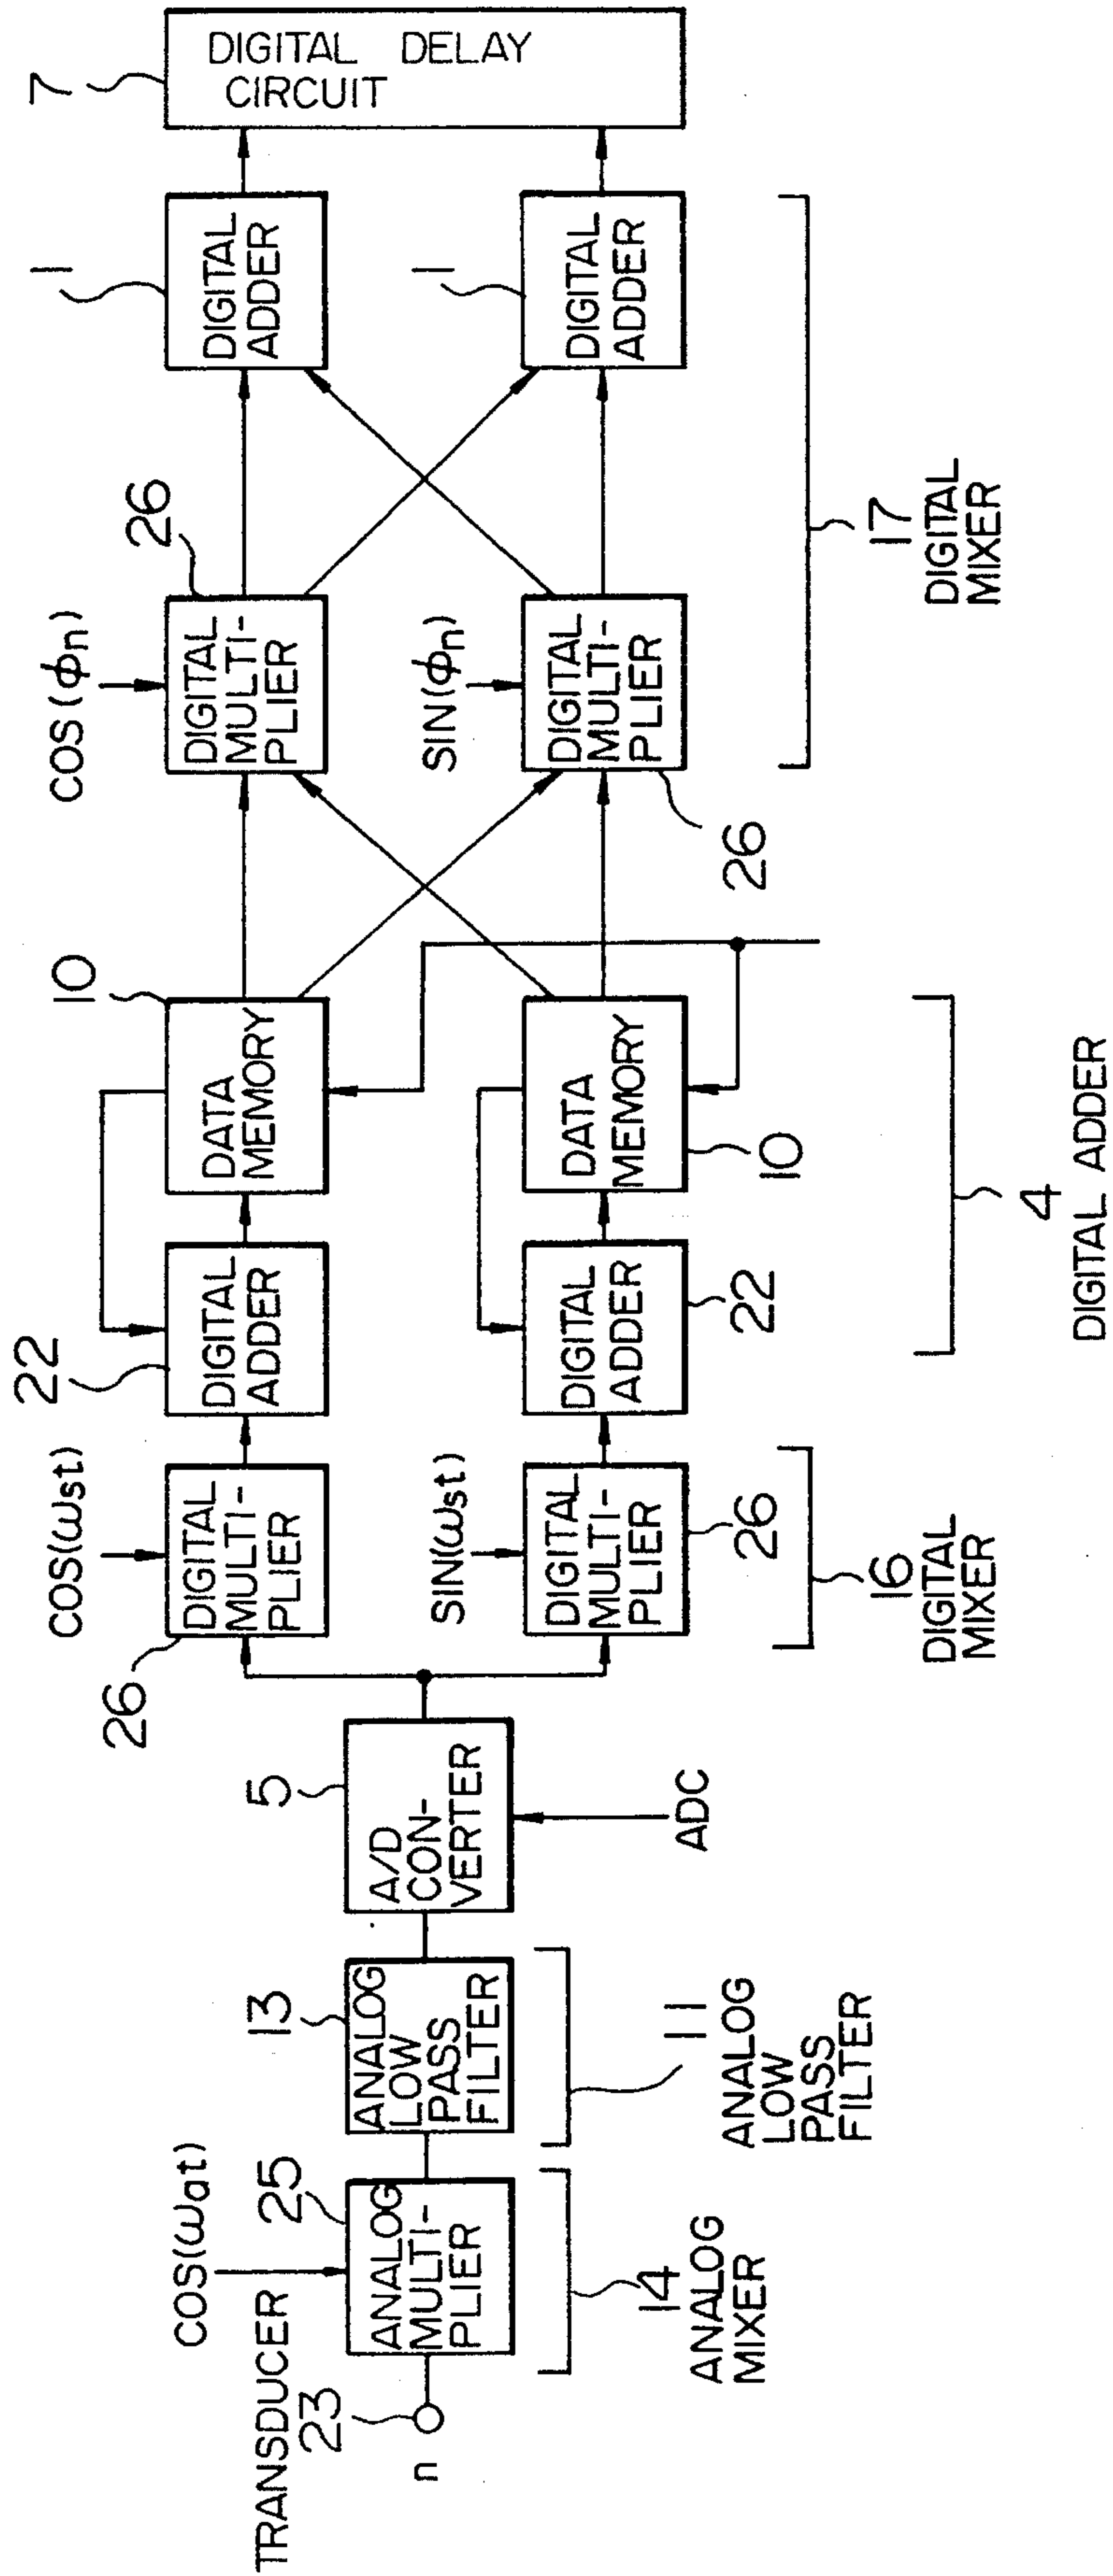 TRANSDUCER
23
n
COS(ωat)
25
ANALOG
MULTI-
PLIER
14
ANALOG
MIXER
13
ANALOG
LOW
PASS
FILTER
11
ANALOG
LOW
PASS
FILTER
5
A/D
CON-
VERTER
ADC
COS(ωst)
26
DIGITAL
MULTI-
PLIER
SIN(ωst)
DIGITAL
MULTI-
PLIER
26
16
DIGITAL
MIXER
22
DIGITAL
ADDER
DIGITAL
ADDER
22
10
DATA
MEMORY
DATA
MEMORY
10
4
DIGITAL ADDER
COS(ϕn)
26
DIGITAL
MULTI-
PLIER
SIN(ϕn)
DIGITAL
MULTI-
PLIER
26
1
DIGITAL
ADDER
1
DIGITAL
ADDER
17
DIGITAL
MIXER
7
DIGITAL DELAY
CIRCUIT